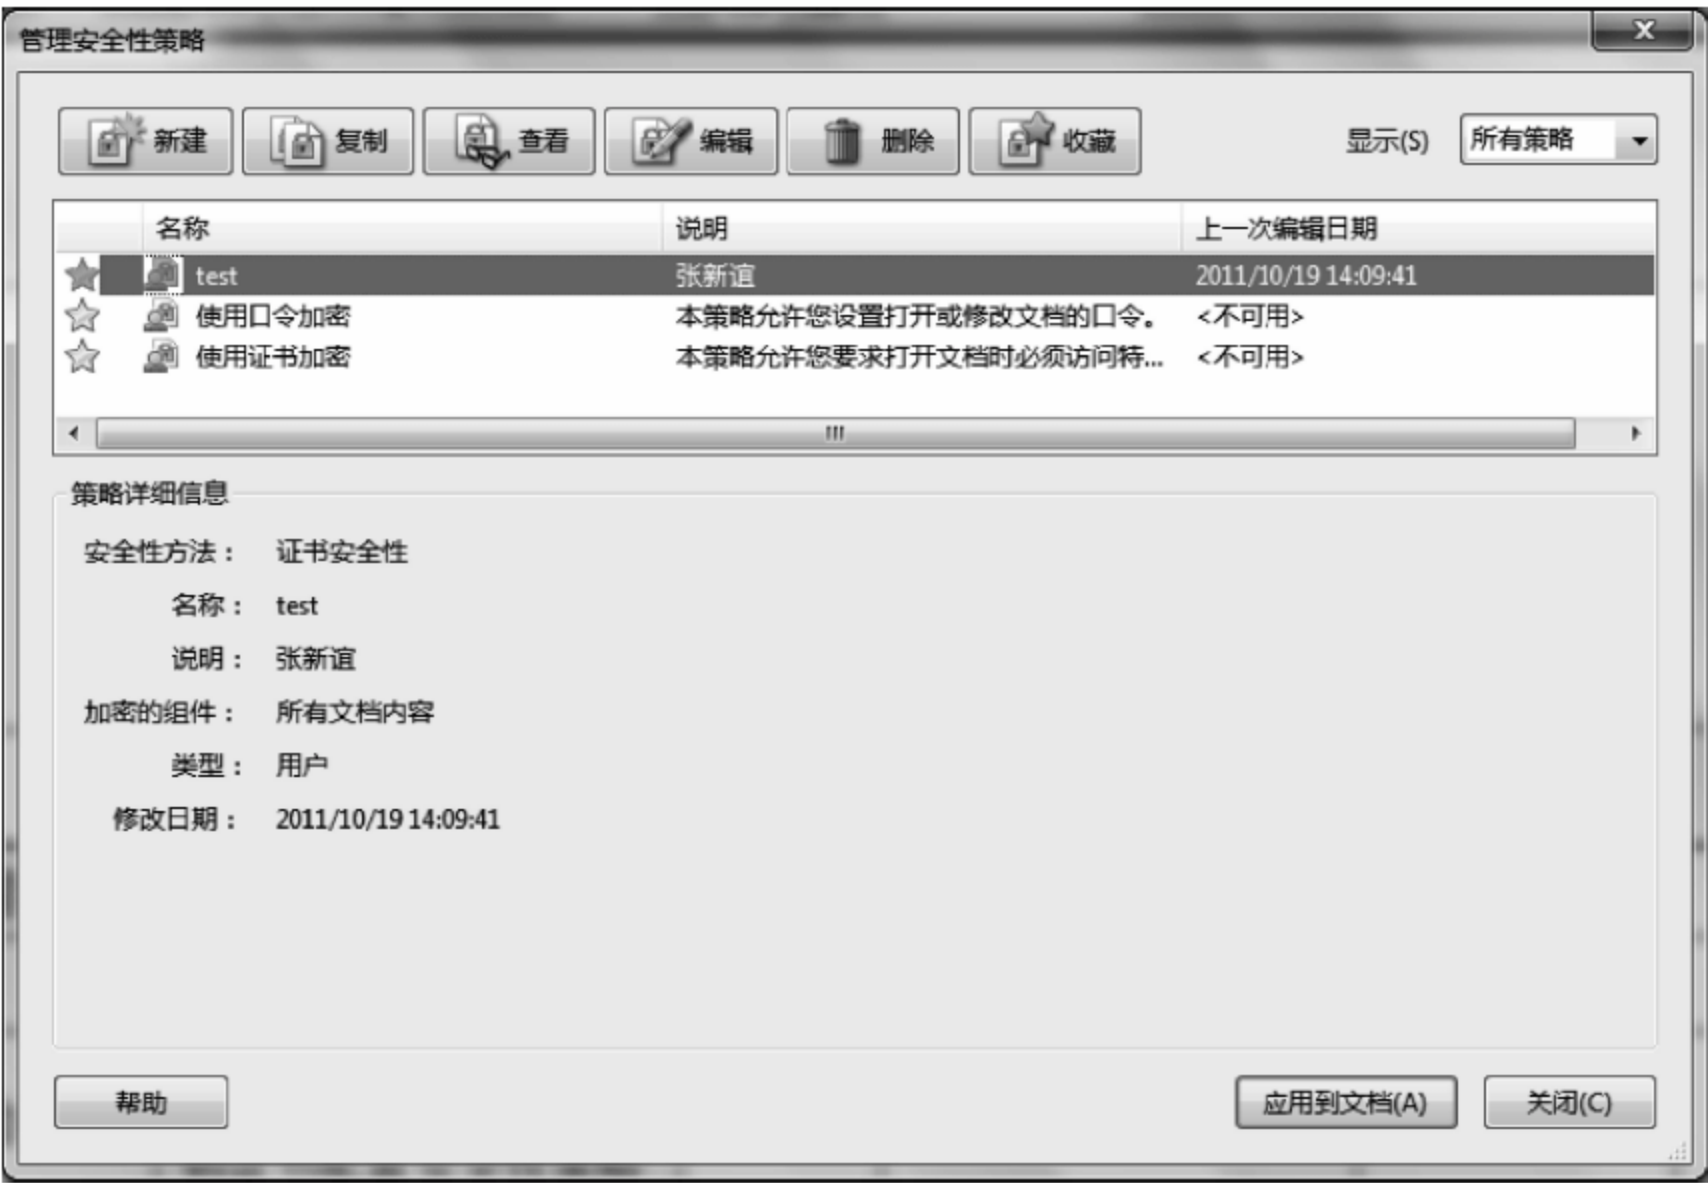 管理安全性策略
新建 复制 查看 编辑 删除 收藏 显示(S) 所有策略
名称 说明 上一次编辑日期
test 张新谊 2011/10/19 14:09:41
使用口令加密 本策略允许您设置打开或修改文档的口令。 <不可用>
使用证书加密 本策略允许您要求打开文档时必须访问特... <不可用>
策略详细信息
安全性方法： 证书安全性
名称： test
说明： 张新谊
加密的组件： 所有文档内容
类型： 用户
修改日期： 2011/10/19 14:09:41
帮助 应用到文档(A) 关闭(C)